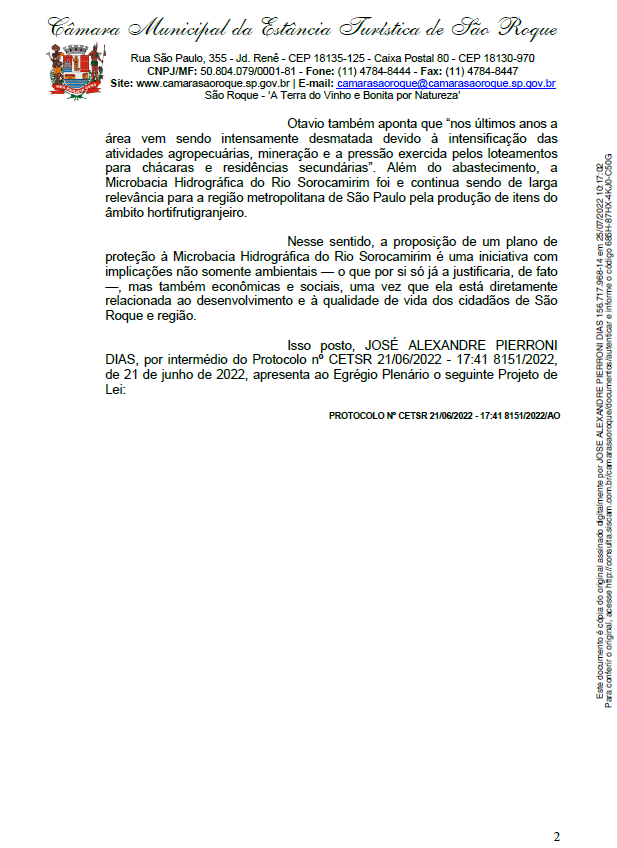 Câmara Municipal da Estância Turística de São Roque
Rua São Paulo, 355 - Jd. Renê - CEP 18135-125 - Caixa Postal 80 - CEP 18130-970
CNPJ/MF: 50.804.079/0001-81 - Fone: (11) 4784-8444 - Fax: (11) 4784-8447
Site: www.camarasaoroque.sp.gov.br | E-mail: camarasaoroque@camarasaoroque.sp.gov.br
São Roque - ‘A Terra do Vinho e Bonita por Natureza’
Otavio também aponta que “nos últimos anos a
área vem sendo intensamente desmatada devido à intensificação das
atividades agropecuárias, mineração e a pressão exercida pelos loteamentos
para chácaras e residências secundárias”. Além do abastecimento, a
Microbacia Hidrográfica do Rio Sorocamirim foi e continua sendo de larga
relevância para a região metropolitana de São Paulo pela produção de itens do
âmbito hortifrutigranjeiro.
Nesse sentido, a proposição de um plano de
proteção à Microbacia Hidrográfica do Rio Sorocamirim é uma iniciativa com
implicações não somente ambientais — o que por si só já a justificaria, de fato
—, mas também econômicas e sociais, uma vez que ela está diretamente
relacionada ao desenvolvimento e à qualidade de vida dos cidadãos de São
Roque e região.
Isso posto, JOSÉ ALEXANDRE PIERRONI
DIAS, por intermédio do Protocolo nº CETSR 21/06/2022 - 17:41 8151/2022,
de 21 de junho de 2022, apresenta ao Egrégio Plenário o seguinte Projeto de
Lei:
PROTOCOLO Nº CETSR 21/06/2022 - 17:41 8151/2022/AO
Este documento é cópia do original assinado digitalmente por JOSE ALEXANDRE PIERRONI DIAS 156.717.968-14 em 25/07/2022 10:17:02.
Para conferir o original, acesse http://consulta.siscam.com.br/camarasaoroque/documentos/autenticar e informe o código 685H-87HX-4KJ0-C50G
2